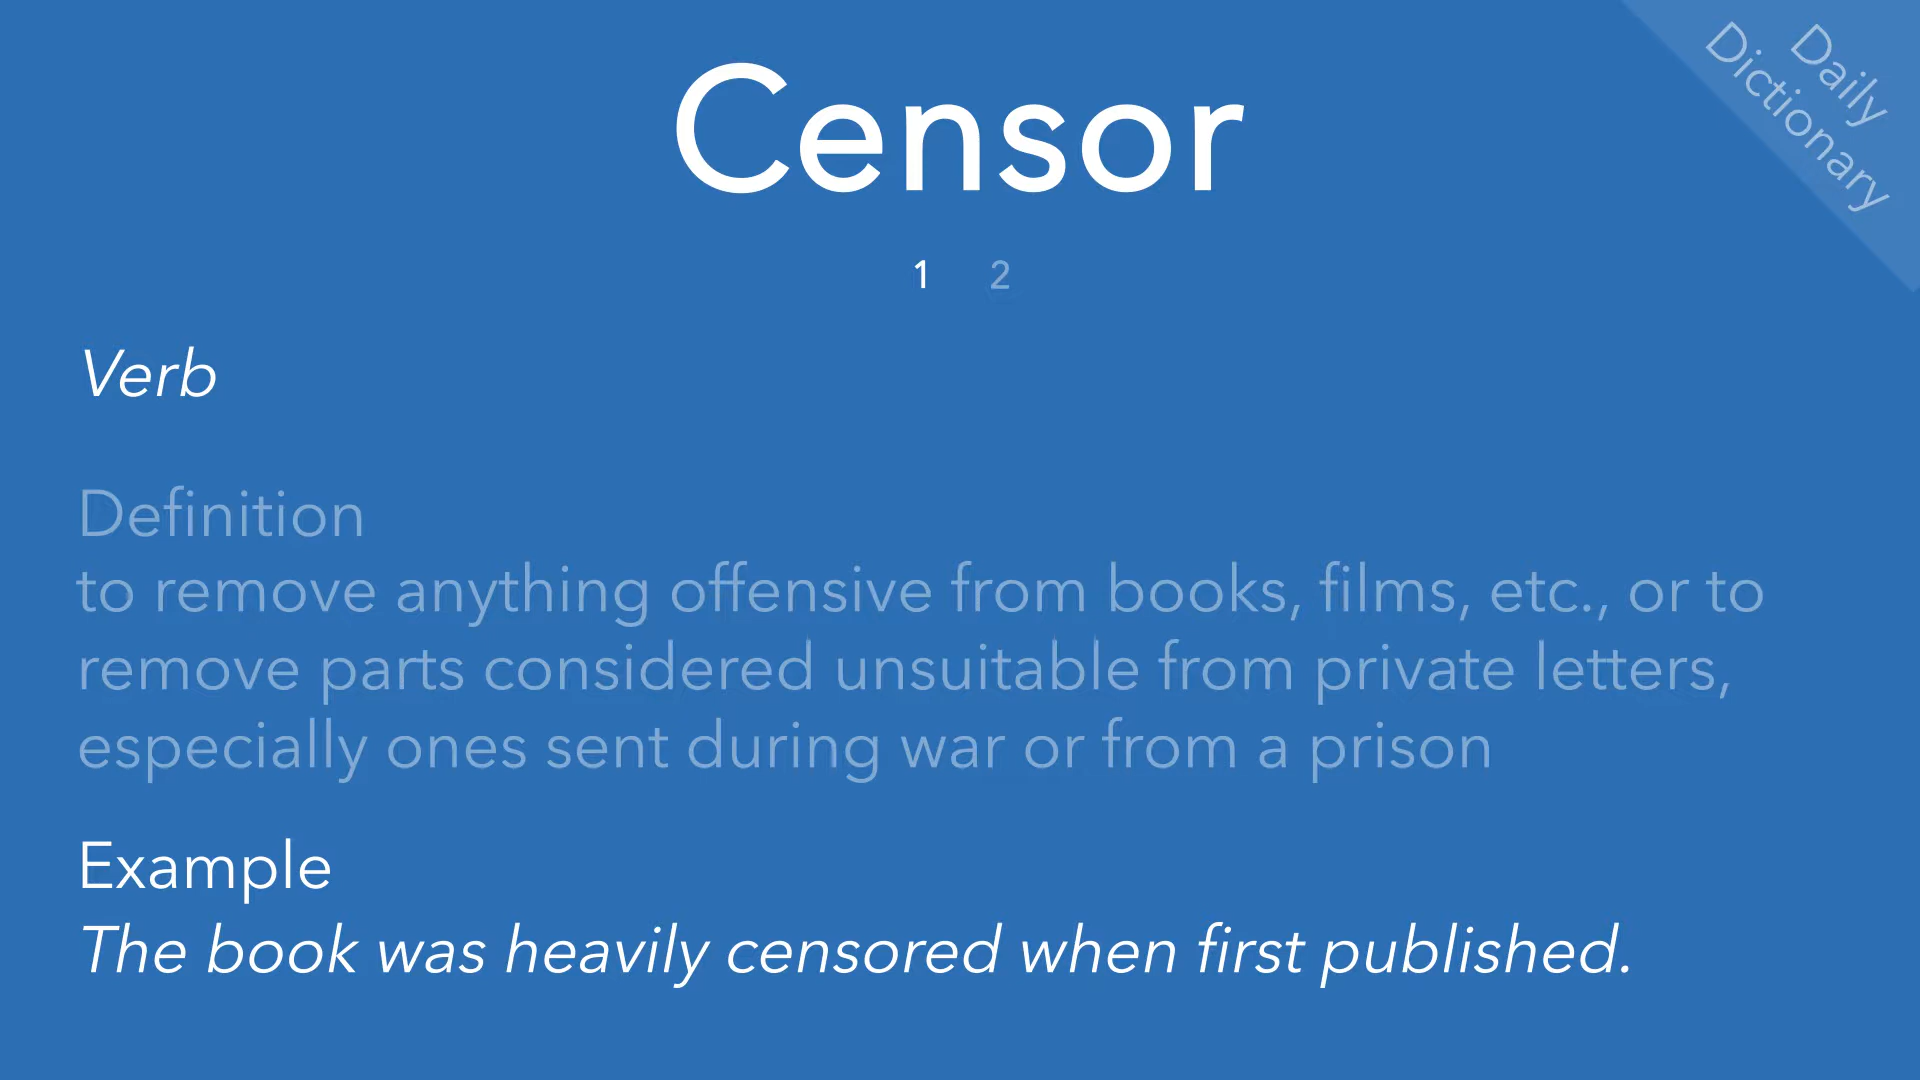 Censor
Daily
Dictionary
1 2
Verb
Definition
to remove anything offensive from books, films, etc., or to
remove parts considered unsuitable from private letters,
especially ones sent during war or from a prison
Example
The book was heavily censored when first published.